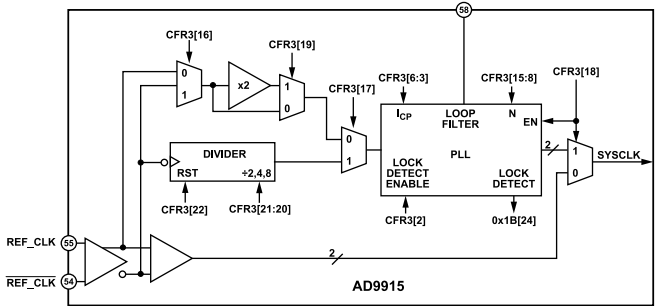 58
CFR3[16]
CFR3[19]
CFR3[17]
CFR3[6:3]
CFR3[15:8]
CFR3[18]
0
1
x2
1
0
0
1
ICP
LOOP
FILTER
N
EN
PLL
LOCK
DETECT
ENABLE
LOCK
DETECT
2
1
0
SYSCLK
DIVIDER
RST
÷2,4,8
CFR3[22]
CFR3[21:20]
CFR3[2]
0x1B[24]
REF_CLK
55
REF_CLK
54
2
AD9915